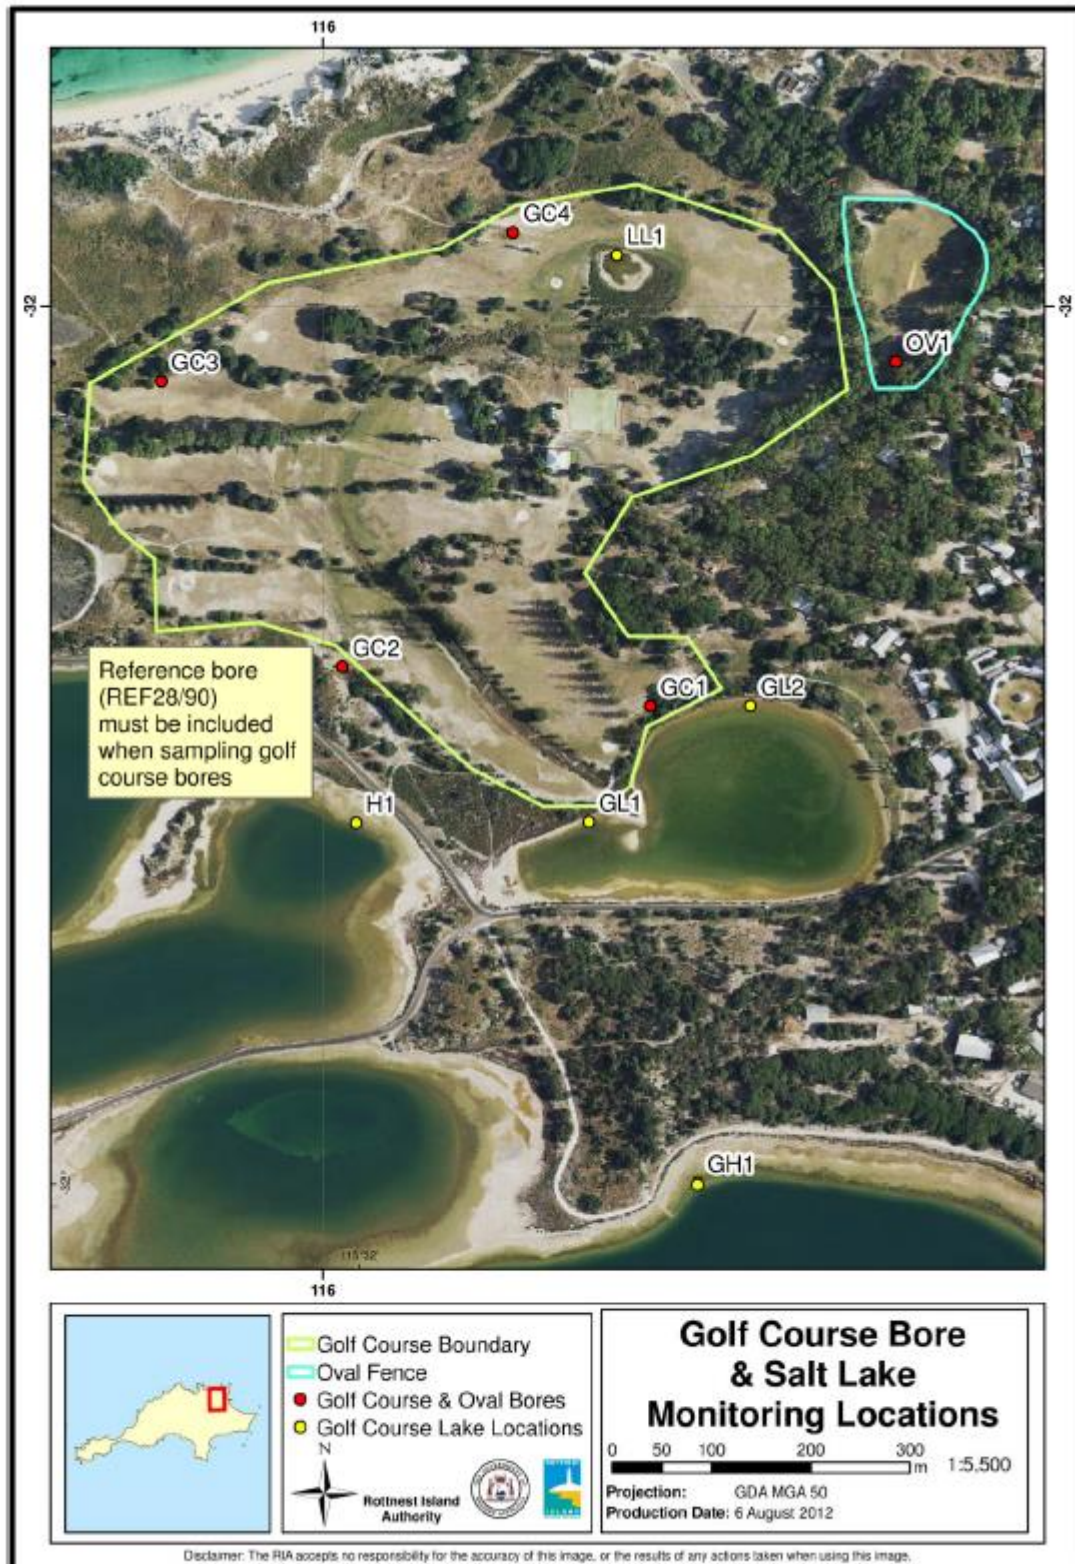 116
GC4
LL1
-32
-32
OV1
GC3
GC2
Reference bore
(REF28/90)
must be included
when sampling golf
course bores
GC1
GL2
H1
GL1
GH1
32°
115°32'
116
Golf Course Boundary
Oval Fence
Golf Course & Oval Bores
Golf Course Lake Locations
N
Rottnest Island
Authority
Golf Course Bore
& Salt Lake
Monitoring Locations
0 50 100 200 300
m 1:5,500
Projection: GDA MGA 50
Production Date: 6 August 2012
Disclaimer: The RIA accepts no responsibility for the accuracy of this image, or the results of any actions taken when using this image.